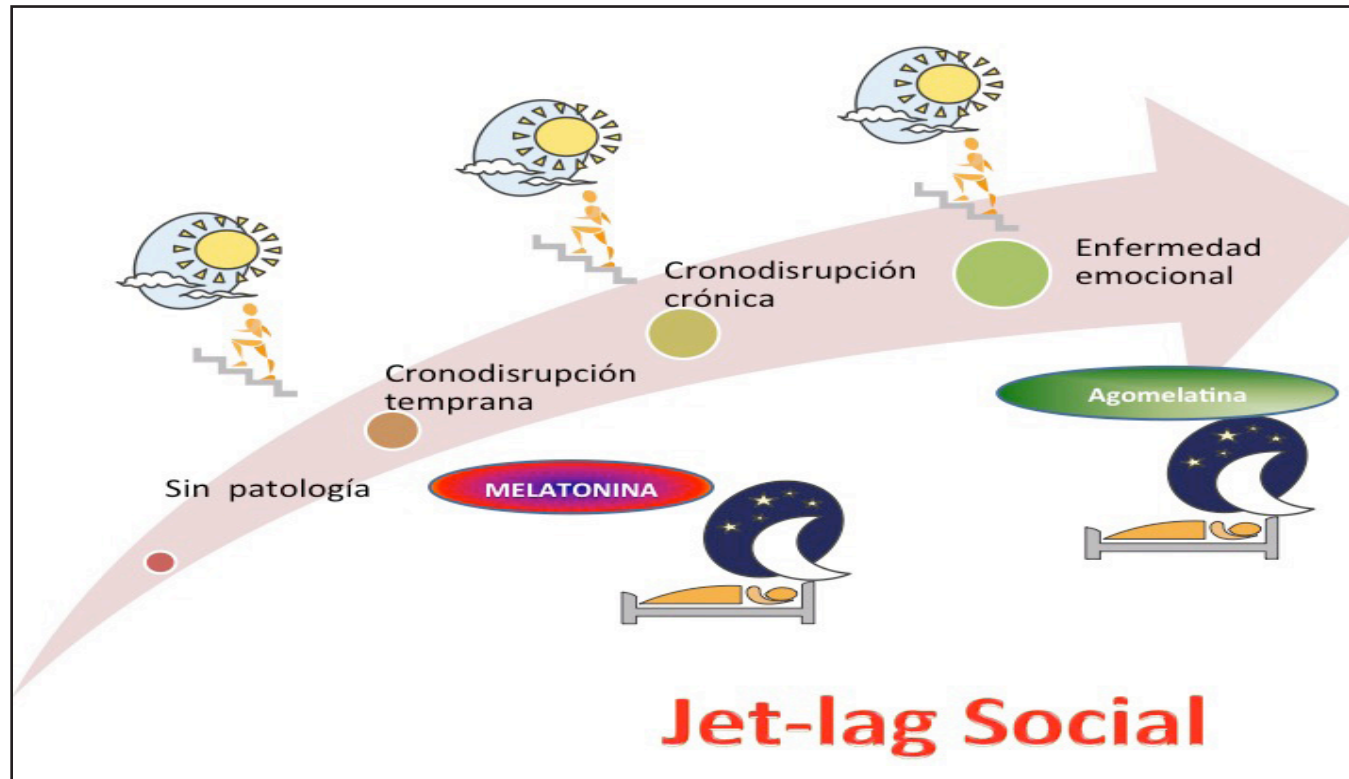 Enfermedad
emocional
Cronodisrupción
crónica
Cronodisrupción
temprana
Agomelatina
Sin patología
MELATONINA
Jet-lag Social